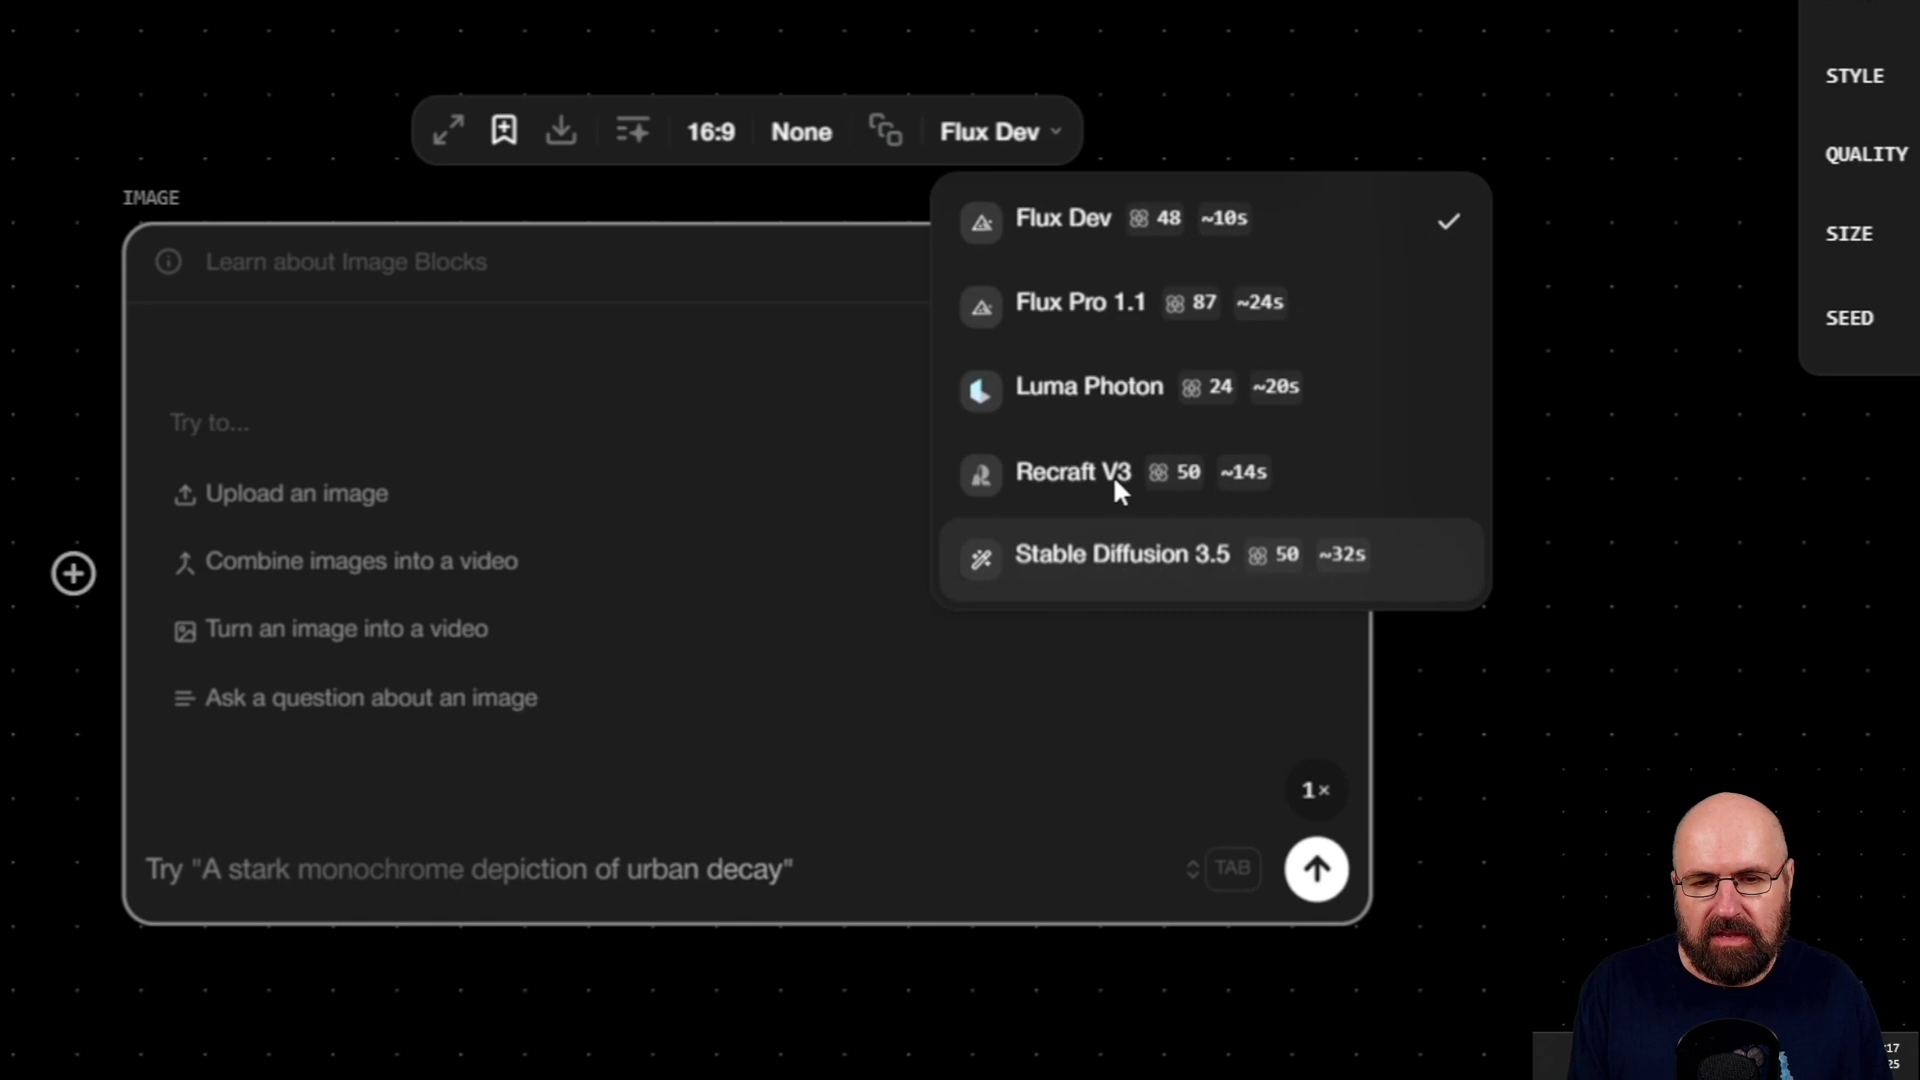 16:9 None Flux Dev
IMAGE
Learn about Image Blocks
Try to...
Upload an image
Combine images into a video
Turn an image into a video
Ask a question about an image
Flux Dev 48 ~10s
Flux Pro 1.1 87 ~24s
Luma Photon 24 ~20s
Recraft V3 50 ~14s
Stable Diffusion 3.5 50 ~32s
1×
Try "A stark monochrome depiction of urban decay"
TAB
STYLE
QUALITY
SIZE
SEED
:17
25